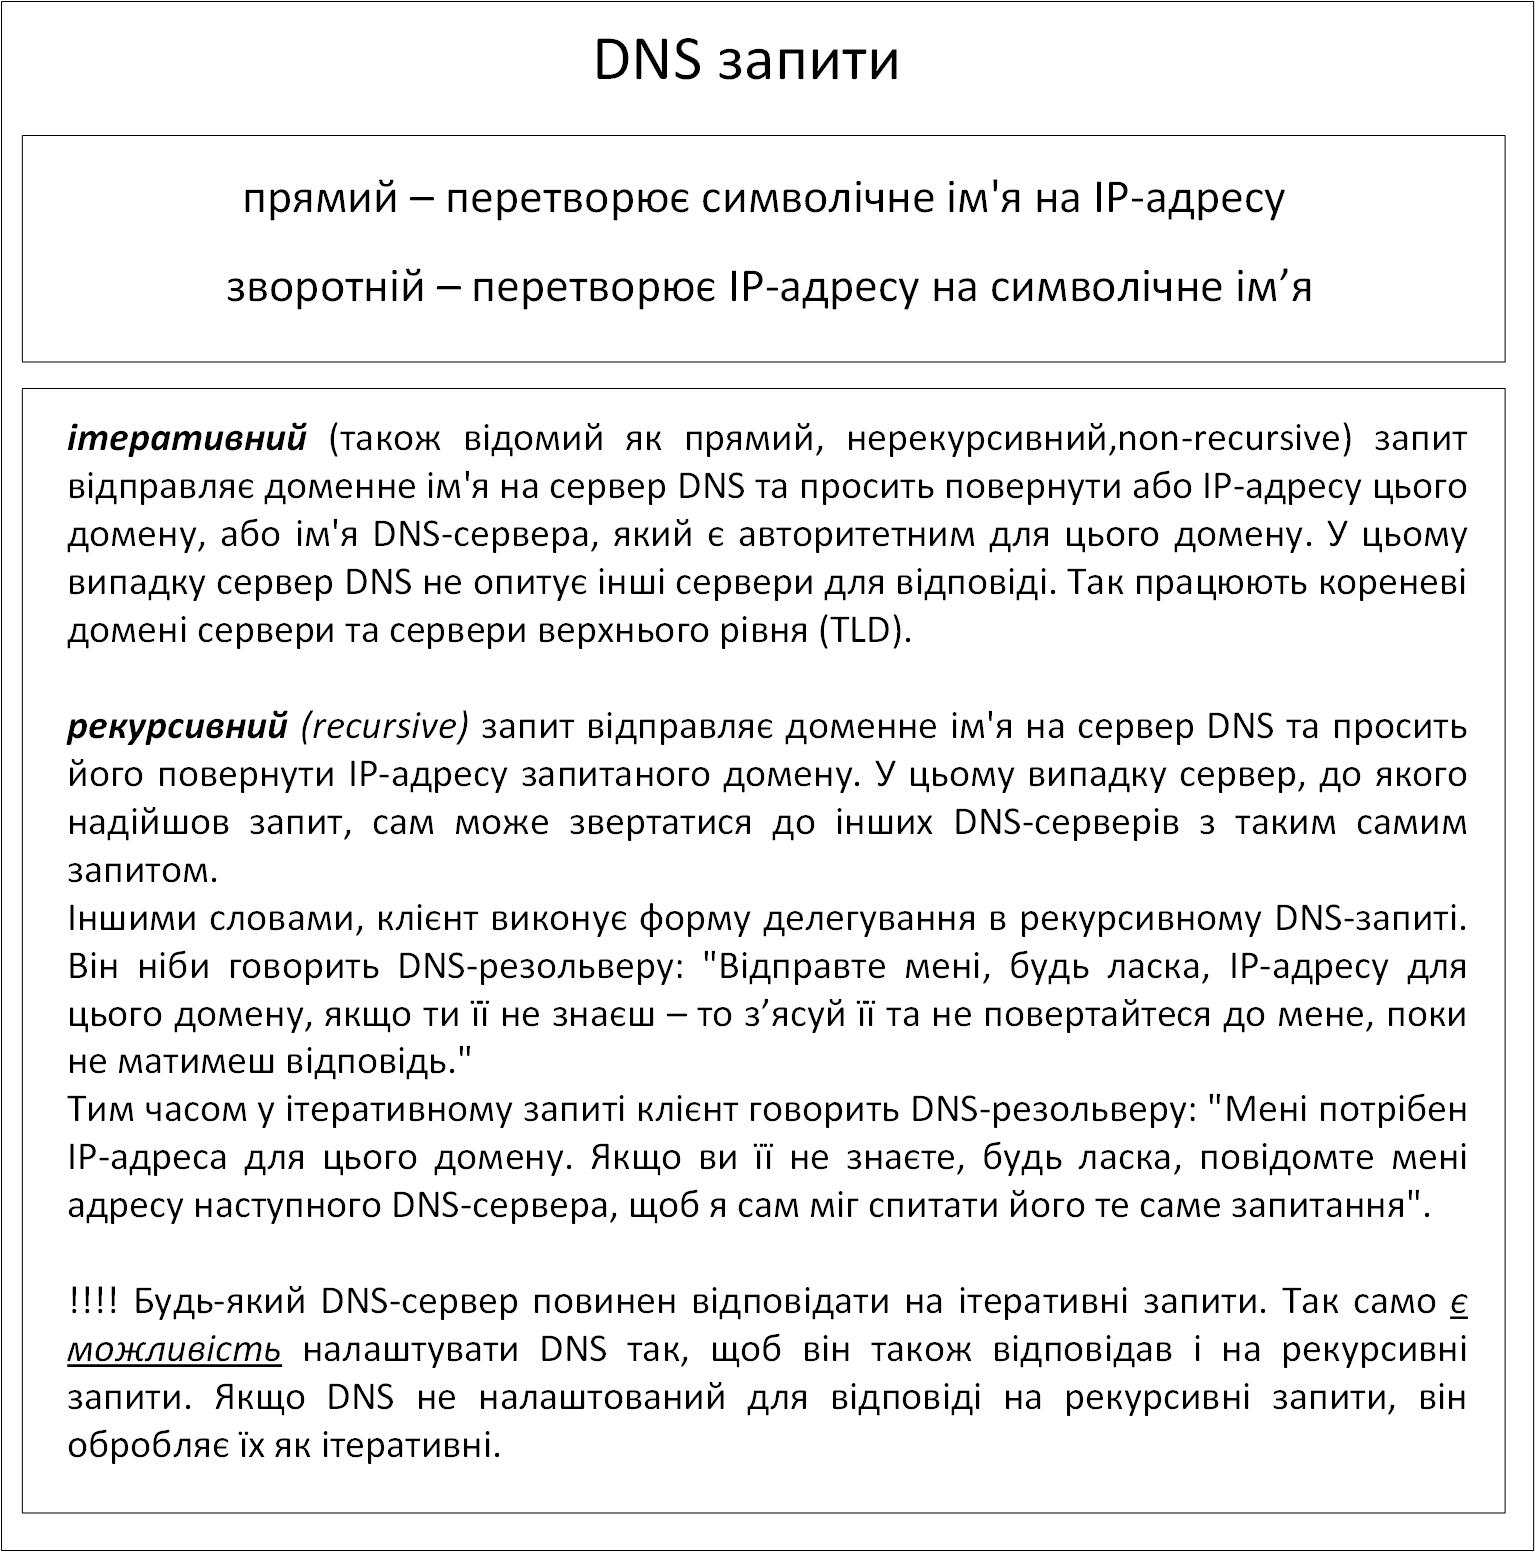 DNS запити
прямий – перетворює символічне ім'я на IP-адресу
зворотній – перетворює IP-адресу на символічне ім’я
ітеративний (також відомий як прямий, нерекурсивний,non-recursive) запит
відправляє доменне ім'я на сервер DNS та просить повернути або IP-адресу цього
домену, або ім'я DNS-сервера, який є авторитетним для цього домену. У цьому
випадку сервер DNS не опитує інші сервери для відповіді. Так працюють кореневі
домені сервери та сервери верхнього рівня (TLD).
рекурсивний (recursive) запит відправляє доменне ім'я на сервер DNS та просить
його повернути IP-адресу запитаного домену. У цьому випадку сервер, до якого
надійшов запит, сам може звертатися до інших DNS-серверів з таким самим
запитом.
Іншими словами, клієнт виконує форму делегування в рекурсивному DNS-запиті.
Він ніби говорить DNS-резольверу: "Відправте мені, будь ласка, IP-адресу для
цього домену, якщо ти її не знаєш – то з’ясуй її та не повертайтеся до мене, поки
не матимеш відповідь."
Тим часом у ітеративному запиті клієнт говорить DNS-резольверу: "Мені потрібен
IP-адреса для цього домену. Якщо ви її не знаєте, будь ласка, повідомте мені
адресу наступного DNS-сервера, щоб я сам міг спитати його те саме запитання".
!!!! Будь-який DNS-сервер повинен відповідати на ітеративні запити. Так само є
можливість налаштувати DNS так, щоб він також відповідав і на рекурсивні
запити. Якщо DNS не налаштований для відповіді на рекурсивні запити, він
обробляє їх як ітеративні.